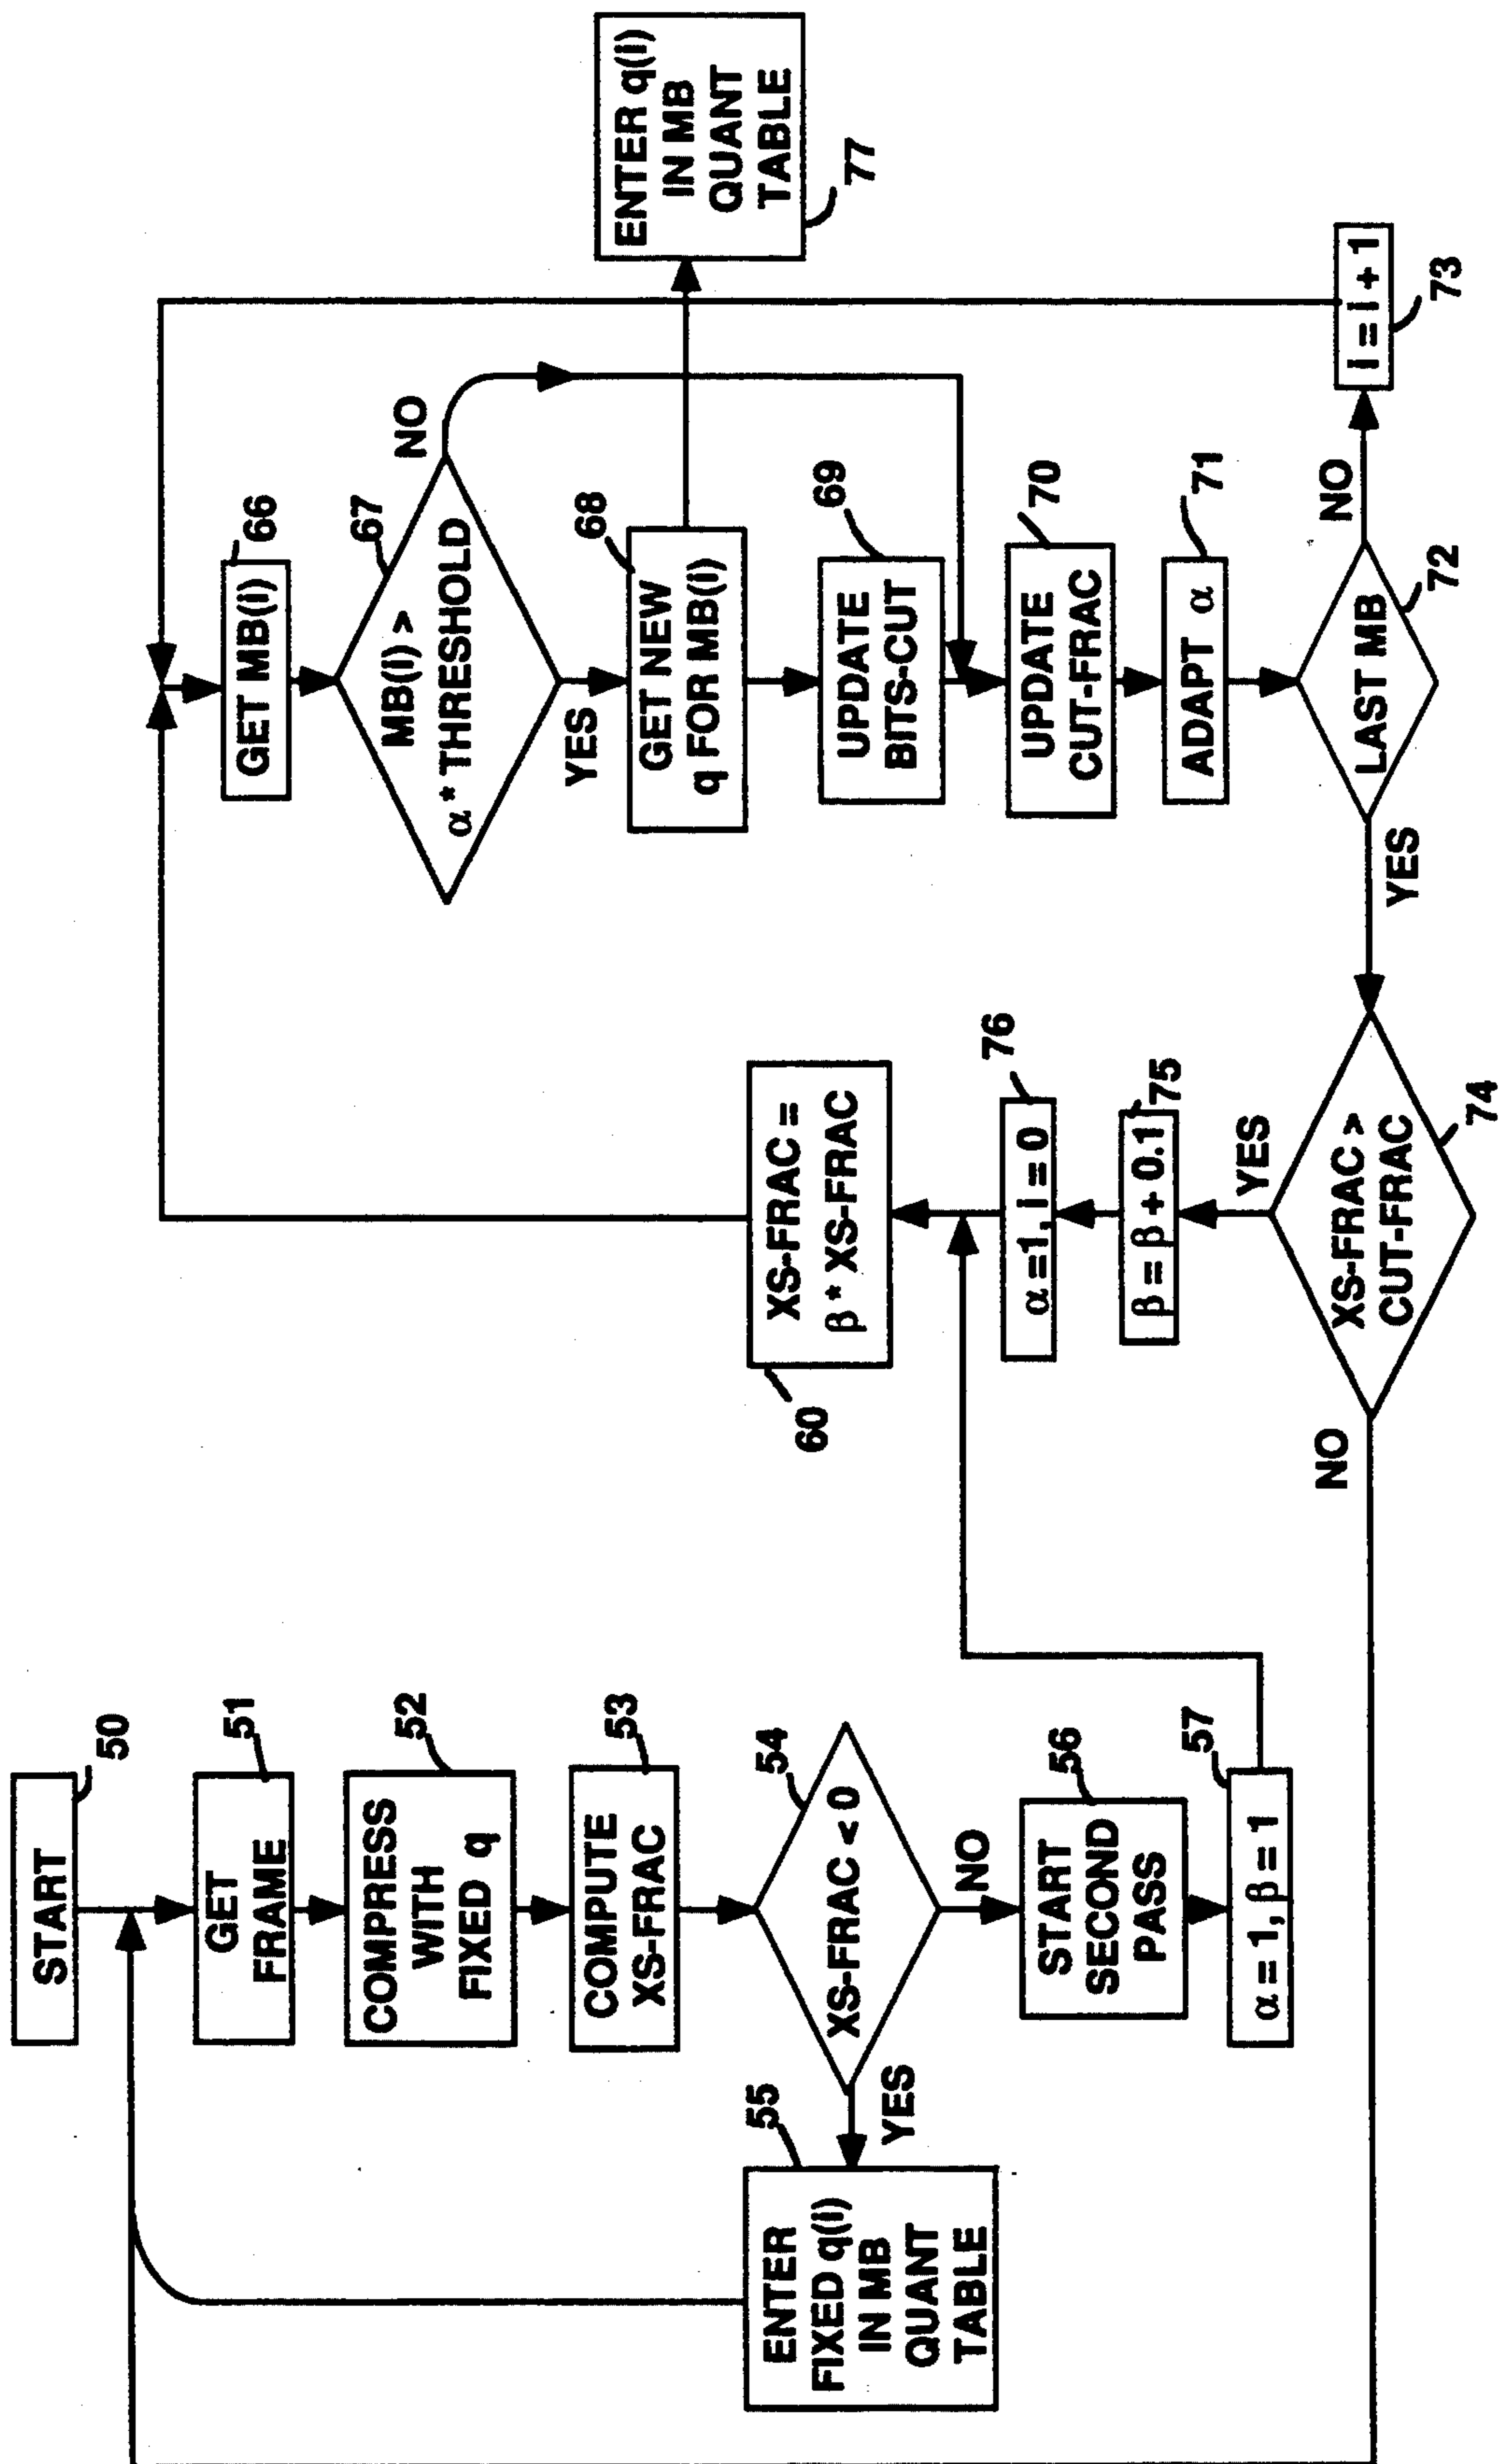 START
50
GET
FRAME
51
COMPRESS
WITH
FIXED q
52
COMPUTE
XS-FRAC
53
XS-FRAC < 0
54
YES
NO
ENTER
FIXED q(i)
IN MB
QUANT
TABLE
55
START
SECOND
PASS
56
α = 1, β = 1
57
XS-FRAC =
β * XS-FRAC
60
α =1, i = 0
76
β = β + 0.1
75
YES
XS-FRAC >
CUT-FRAC
74
NO
GET MB(i)
66
MB(i) >
α * THRESHOLD
67
NO
YES
GET NEW
q FOR MB(i)
68
ENTER q(i)
IN MB
QUANT
TABLE
77
UPDATE
BITS-CUT
69
UPDATE
CUT-FRAC
70
ADAPT α
71
LAST MB
72
NO
YES
i = i + 1
73